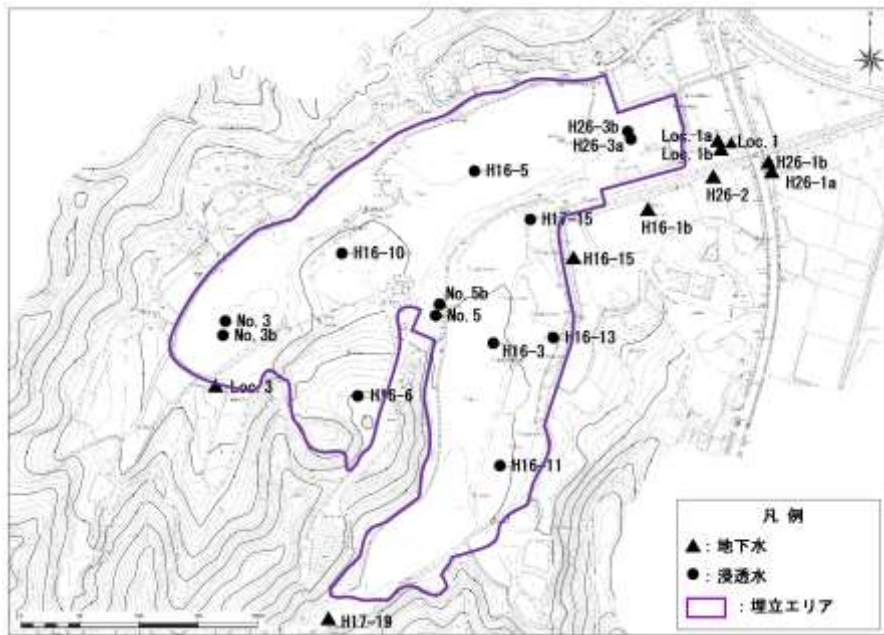 H26-3b
H26-3a
Loc. 1a
Loc. 1
Loc. 1b
H26-1b
H26-1a
H26-2
H16-5
H17-15
H16-1b
H16-10
H16-15
No. 5b
No. 5
No. 3
No. 3b
H16-3
H16-13
Loc. 3
H16-6
H16-11
H17-19
凡 例
▲: 地下水
●: 浸透水
: 埋立エリア